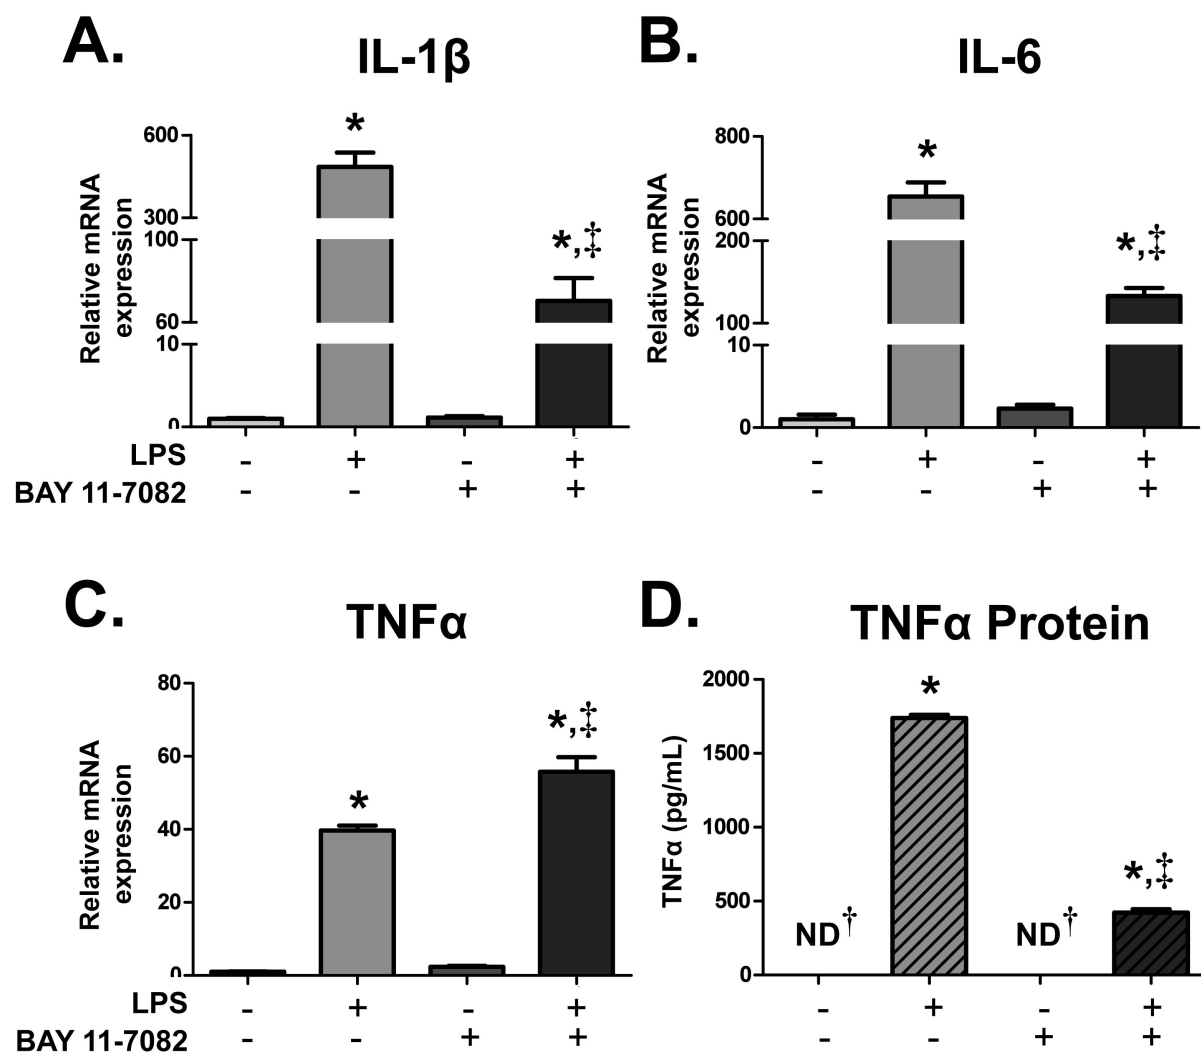 A.
IL-1β
Relative mRNA
expression
600
300
100
60
10
0
*
*,‡
LPS - + - +
BAY 11-7082 - - + +
B.
IL-6
Relative mRNA
expression
800
600
200
100
10
0
*
*,‡
- + - +
- - + +
C.
TNFα
Relative mRNA
expression
80
60
40
20
0
*
*,‡
LPS - + - +
BAY 11-7082 - - + +
D.
TNFα Protein
TNFα (pg/mL)
2000
1500
1000
500
0
ND†
*
ND†
*,‡
- + - +
- - + +